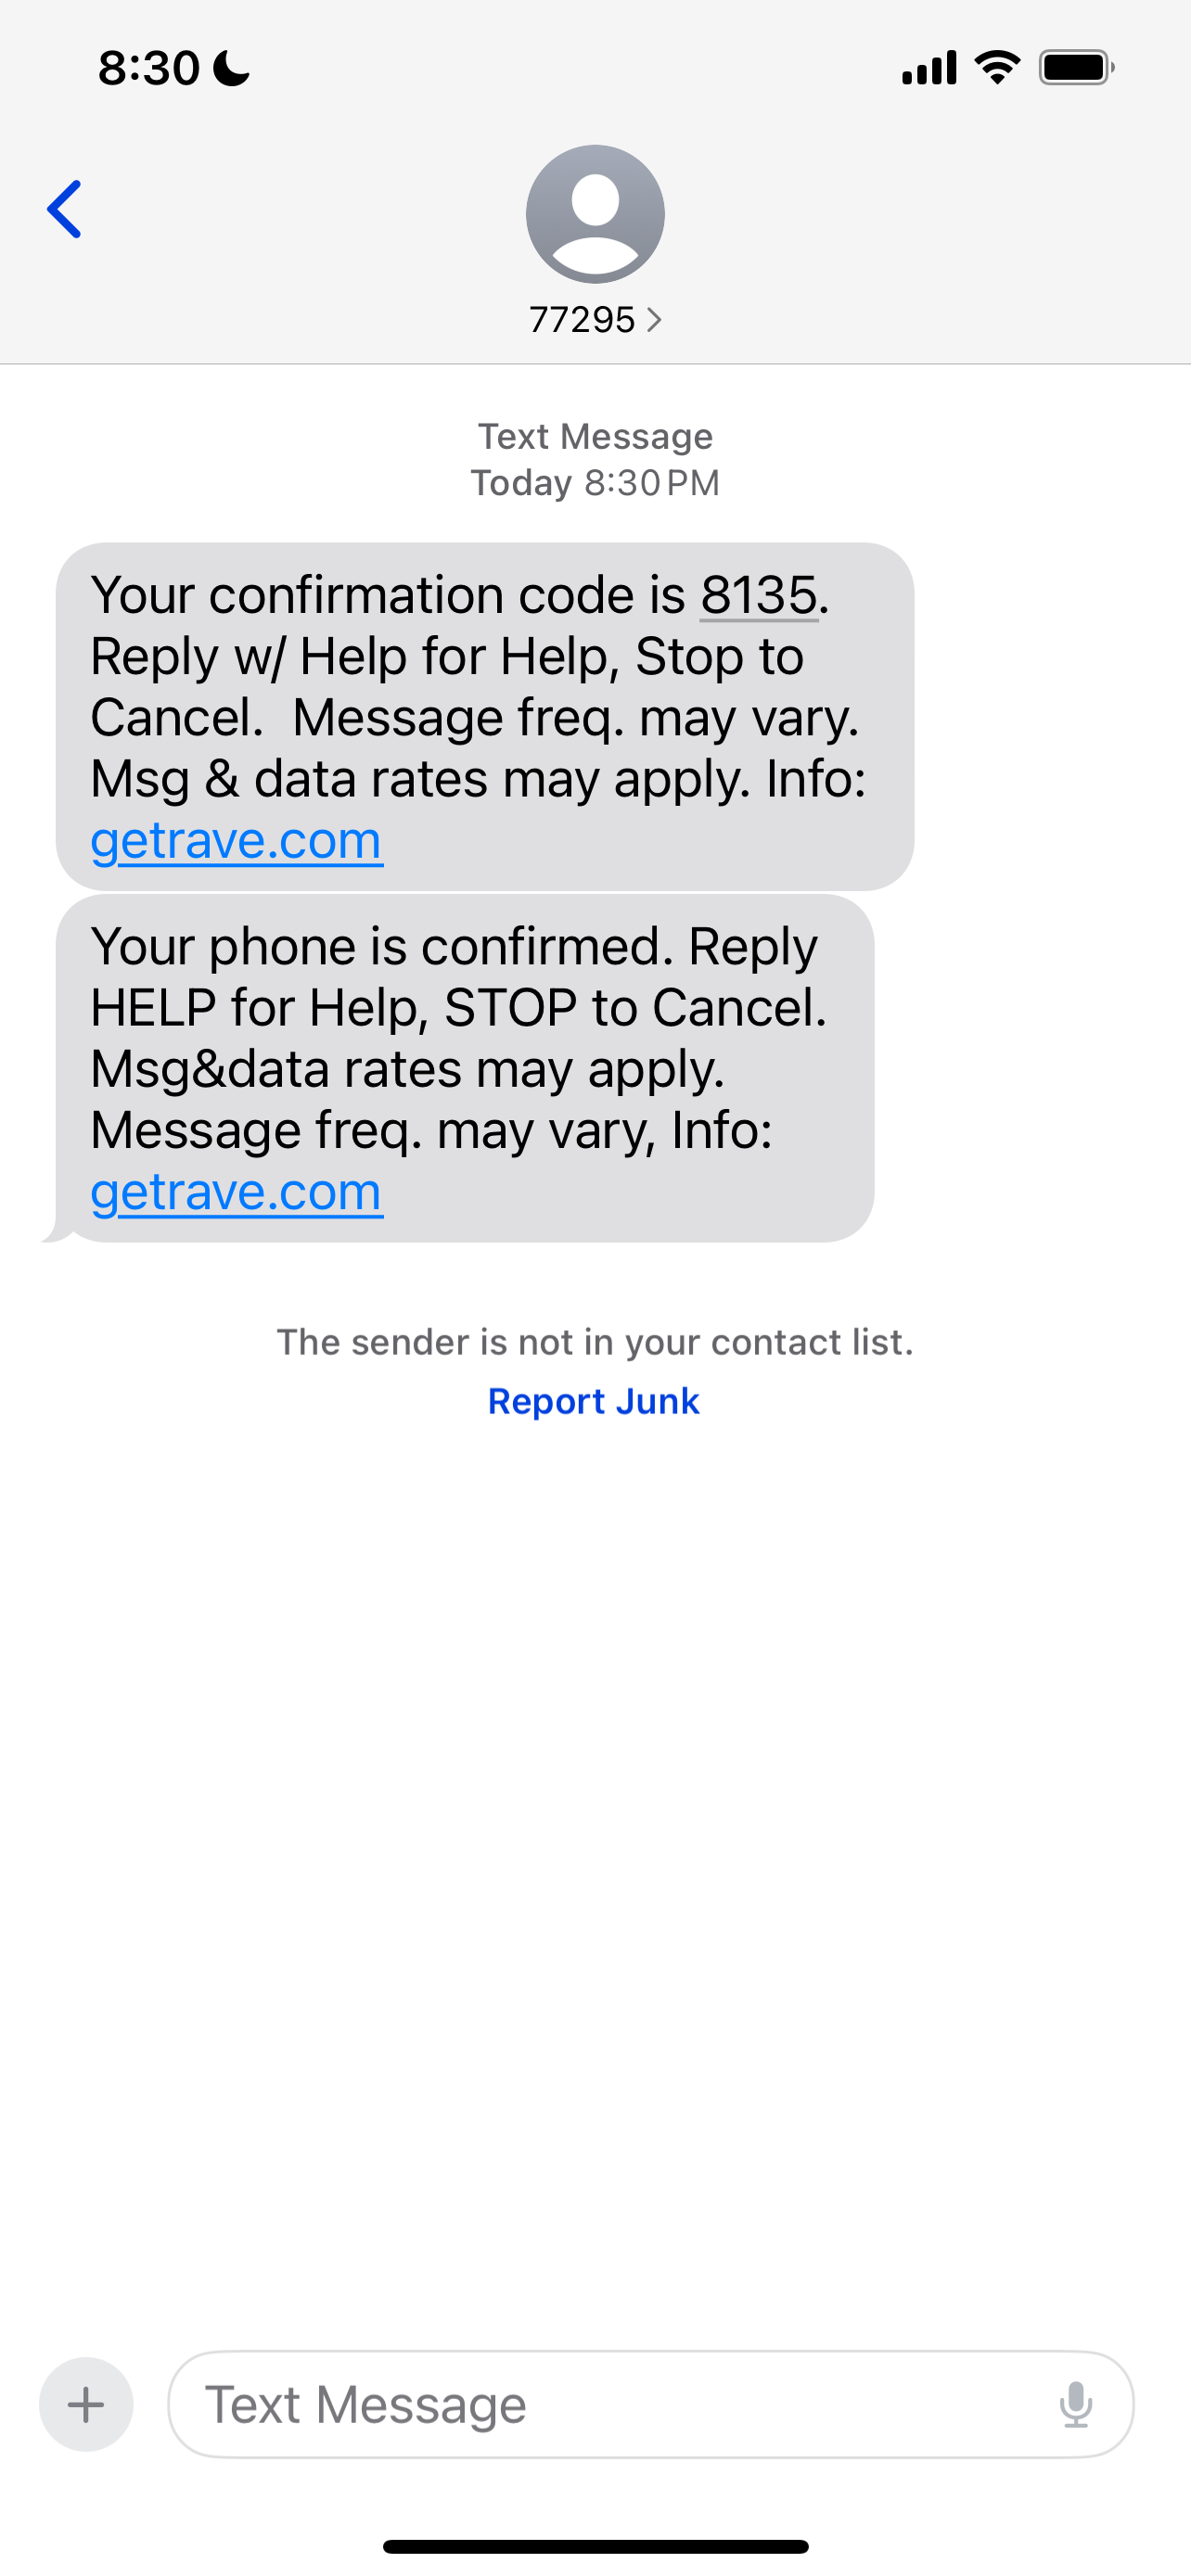 8:30
77295
Text Message
Today 8:30 PM
Your confirmation code is 8135.
Reply w/ Help for Help, Stop to
Cancel.  Message freq. may vary.
Msg & data rates may apply. Info:
getrave.com
Your phone is confirmed. Reply
HELP for Help, STOP to Cancel.
Msg&data rates may apply.
Message freq. may vary, Info:
getrave.com
The sender is not in your contact list.
Report Junk
Text Message